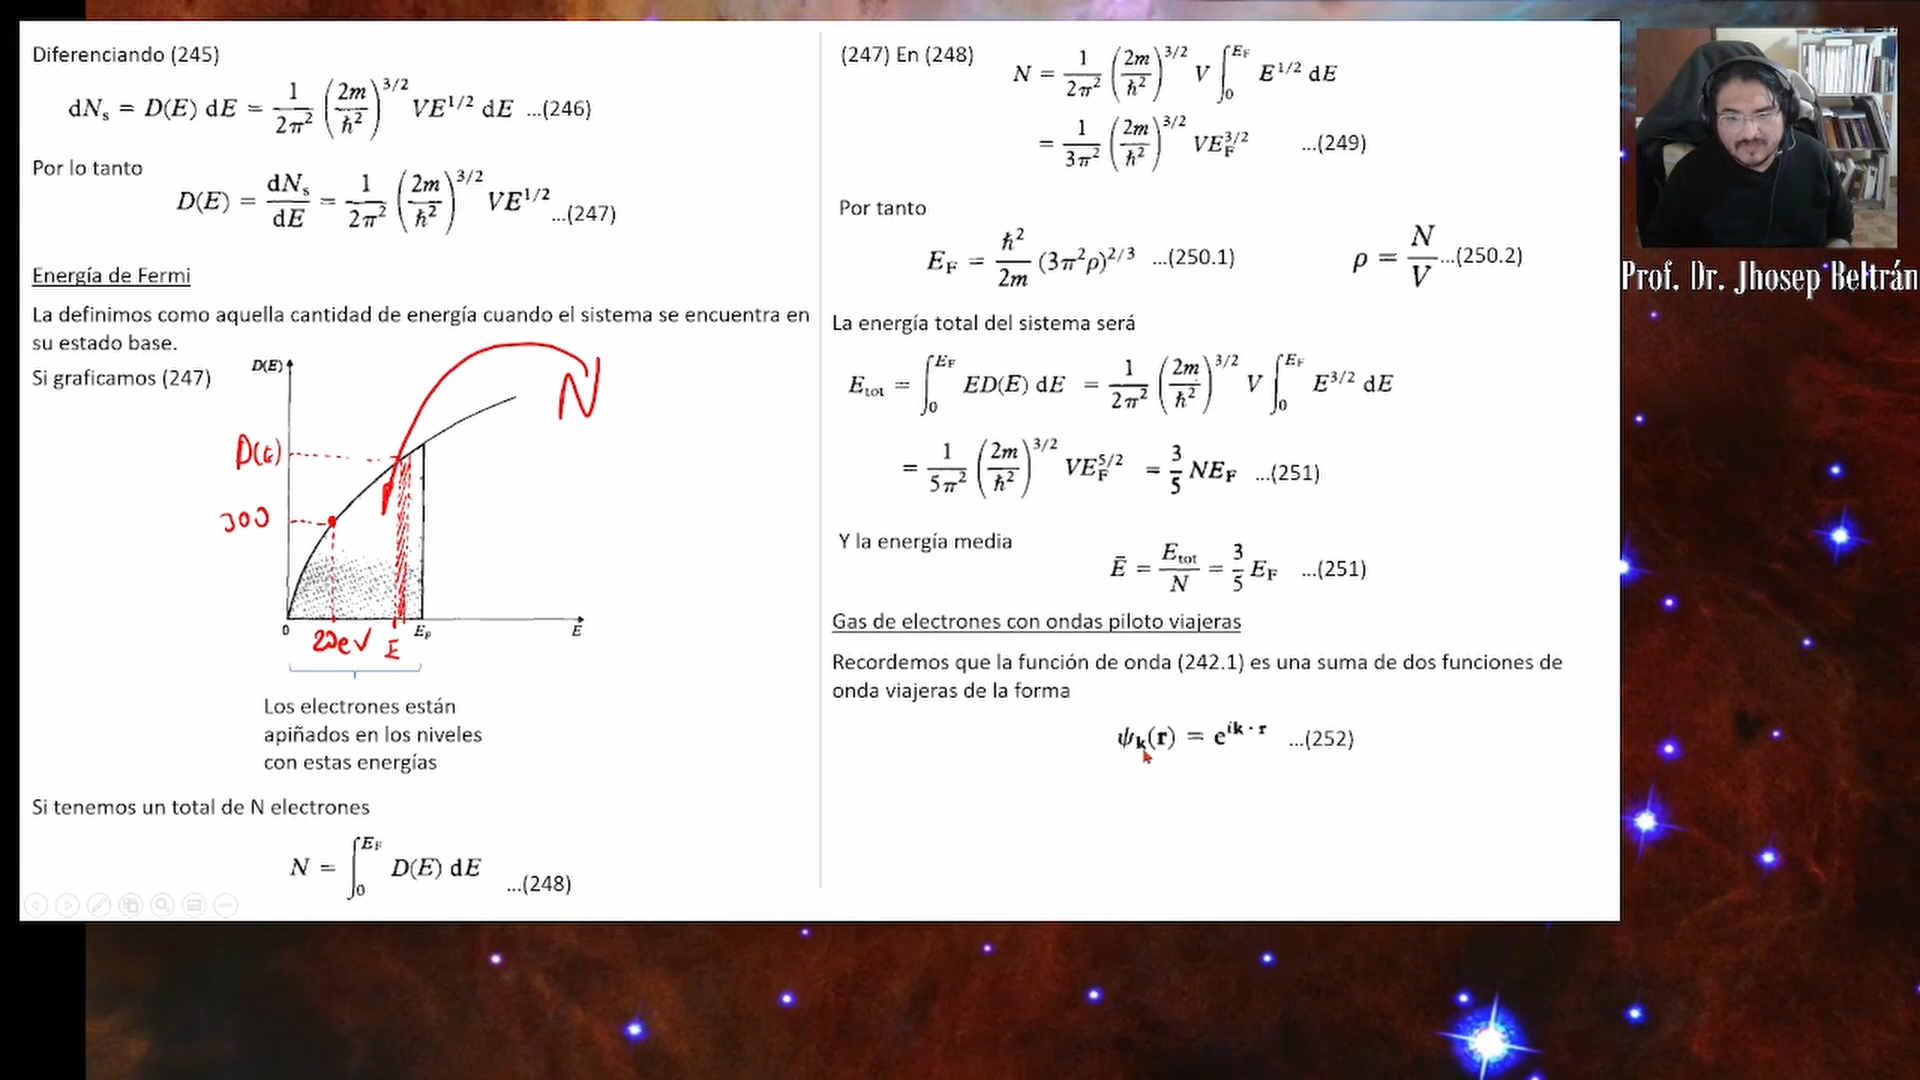 Diferenciando (245)
dNₛ = D(E) dE = 1/2π² (2m/ħ²)^3/2 VE^1/2 dE ...(246)
Por lo tanto
D(E) = dNₛ/dE = 1/2π² (2m/ħ²)^3/2 VE^1/2 ...(247)
Energía de Fermi
La definimos como aquella cantidad de energía cuando el sistema se encuentra en
su estado base.
Si graficamos (247)
D(E)
N
D(E)
300
0
20eV
E
E_F
E
Los electrones están
apiñados en los niveles
con estas energías
Si tenemos un total de N electrones
N = ∫₀^E_F D(E) dE ...(248)
(247) En (248)
N = 1/2π² (2m/ħ²)^3/2 V ∫₀^E_F E^1/2 dE
= 1/3π² (2m/ħ²)^3/2 VE_F^3/2 ...(249)
Por tanto
E_F = ħ²/2m (3π²ρ)^2/3 ...(250.1) ρ = N/V ...(250.2)
La energía total del sistema será
E_tot = ∫₀^E_F ED(E) dE = 1/2π² (2m/ħ²)^3/2 V ∫₀^E_F E^3/2 dE
= 1/5π² (2m/ħ²)^3/2 VE_F^5/2 = 3/5 NE_F ...(251)
Y la energía media
Ē = E_tot/N = 3/5 E_F ...(251)
Gas de electrones con ondas piloto viajeras
Recordemos que la función de onda (242.1) es una suma de dos funciones de
onda viajeras de la forma
ψ_k(r) = e^ik·r ...(252)
Prof. Dr. Jhosep Beltrán